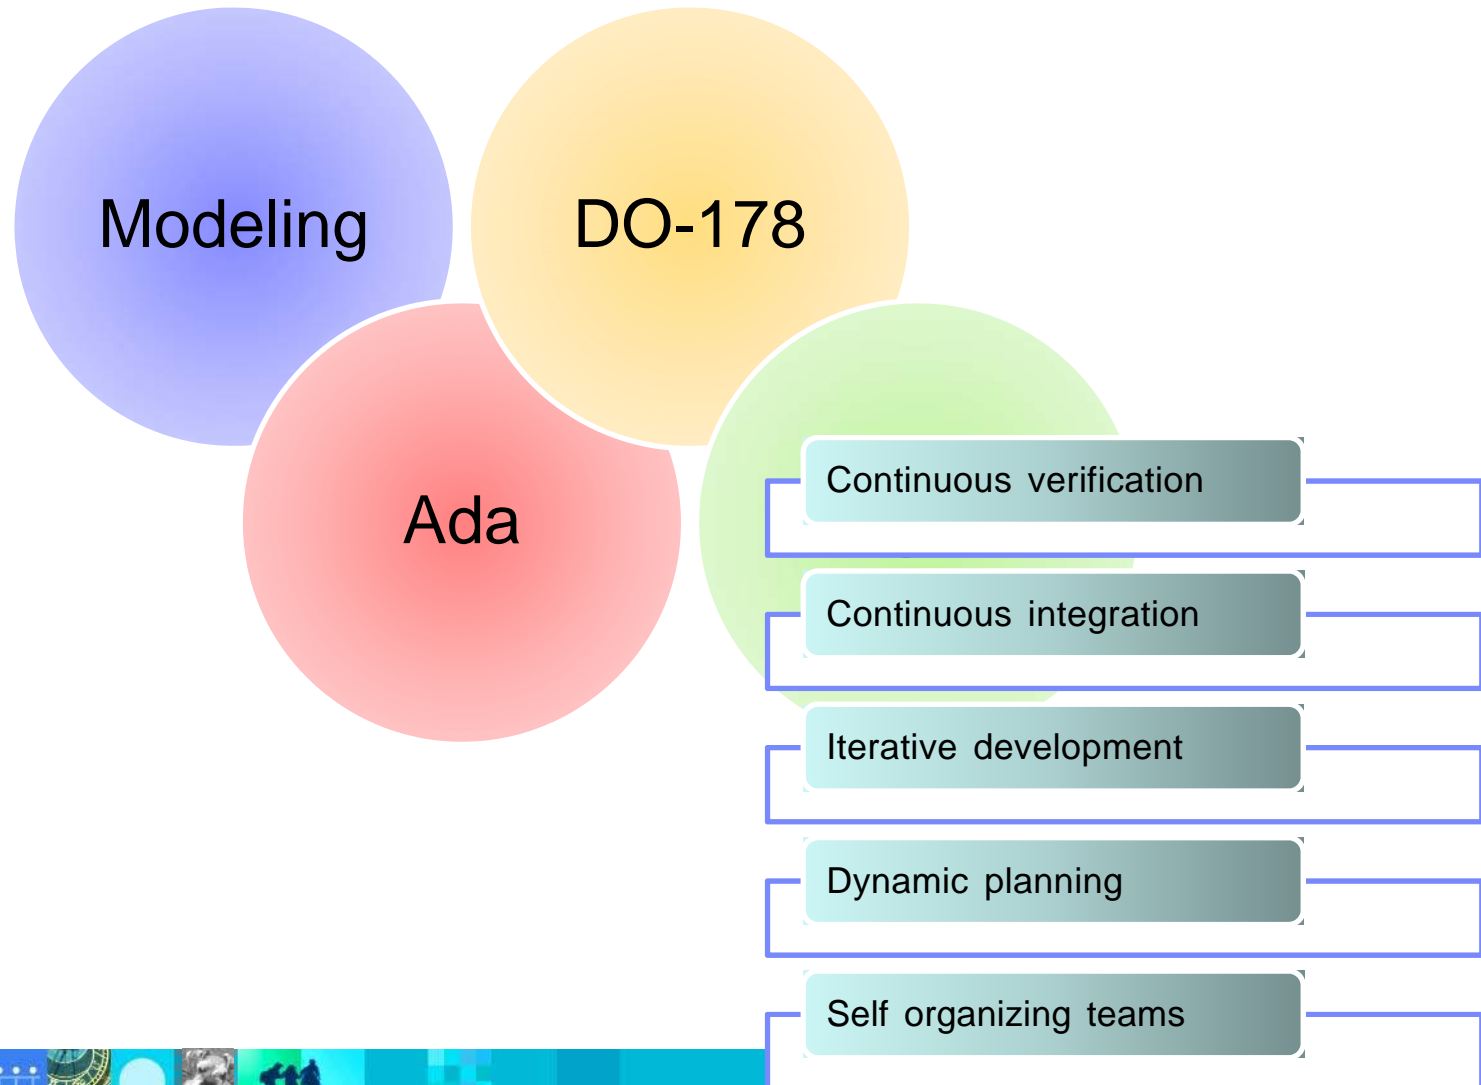 Modeling
DO-178
Ada
Continuous verification
Continuous integration
Iterative development
Dynamic planning
Self organizing teams